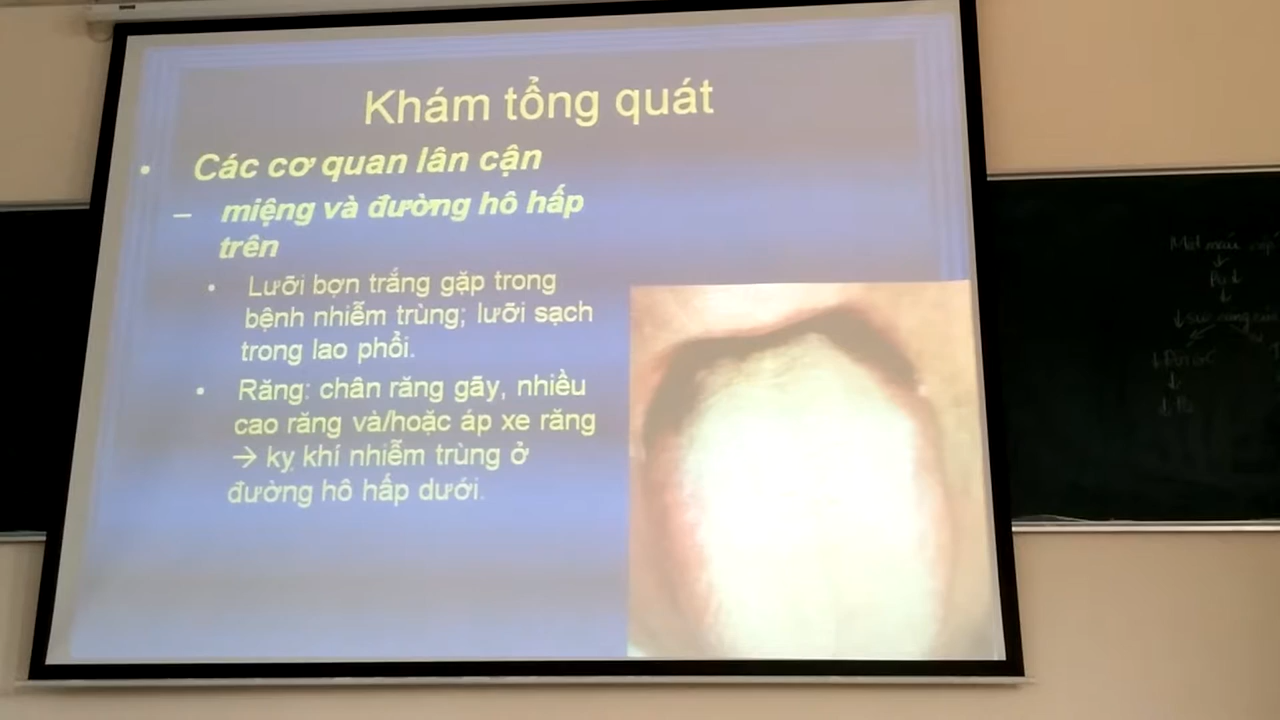 Khám tổng quát
• Các cơ quan lân cận
– miệng và đường hô hấp
trên
• Lưỡi bợn trắng gặp trong
bệnh nhiễm trùng; lưỡi sạch
trong lao phổi.
• Răng: chân răng gãy, nhiều
cao răng và/hoặc áp xe răng
→ kỵ khí nhiễm trùng ở
đường hô hấp dưới.